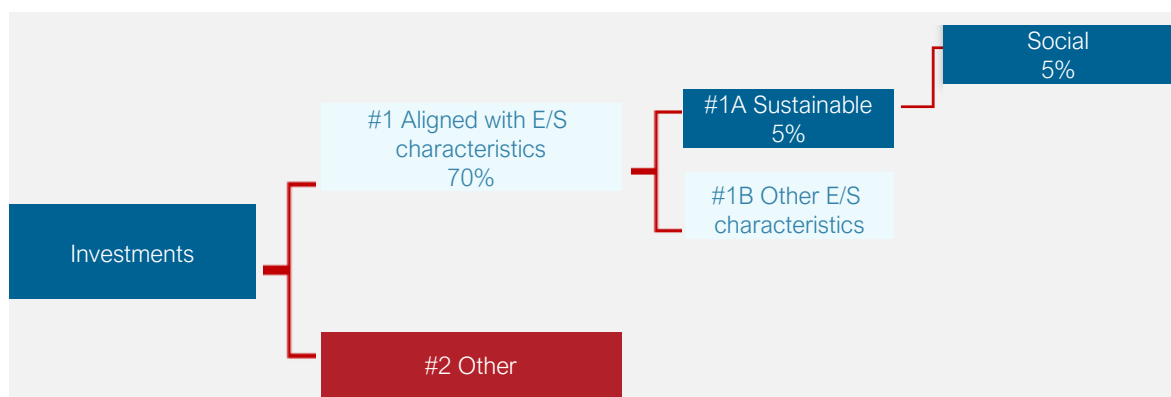 Social
5%
#1A Sustainable
5%
#1 Aligned with E/S
characteristics
70%
#1B Other E/S
characteristics
Investments
#2 Other